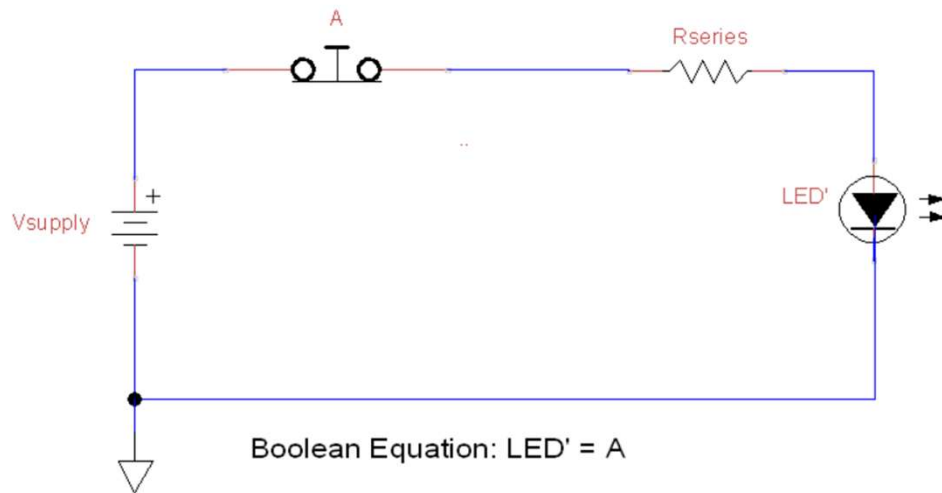 A
Rseries
+
Vsupply
LED'
Boolean Equation: LED' = A